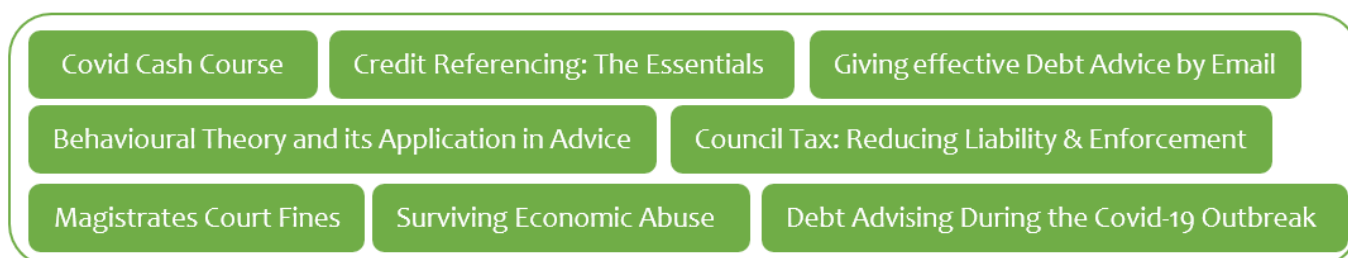 Covid Cash Course
Credit Referencing: The Essentials
Giving effective Debt Advice by Email
Behavioural Theory and its Application in Advice
Council Tax: Reducing Liability & Enforcement
Magistrates Court Fines
Surviving Economic Abuse
Debt Advising During the Covid-19 Outbreak